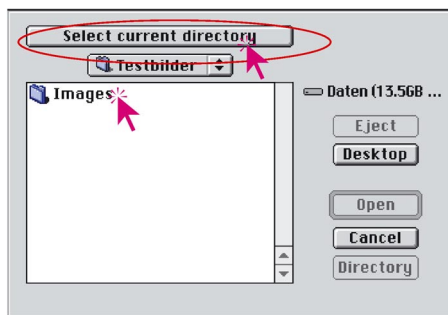 Select current directory
Testbilder
Images
Daten (13.5GB ...
Eject
Desktop
Open
Cancel
Directory